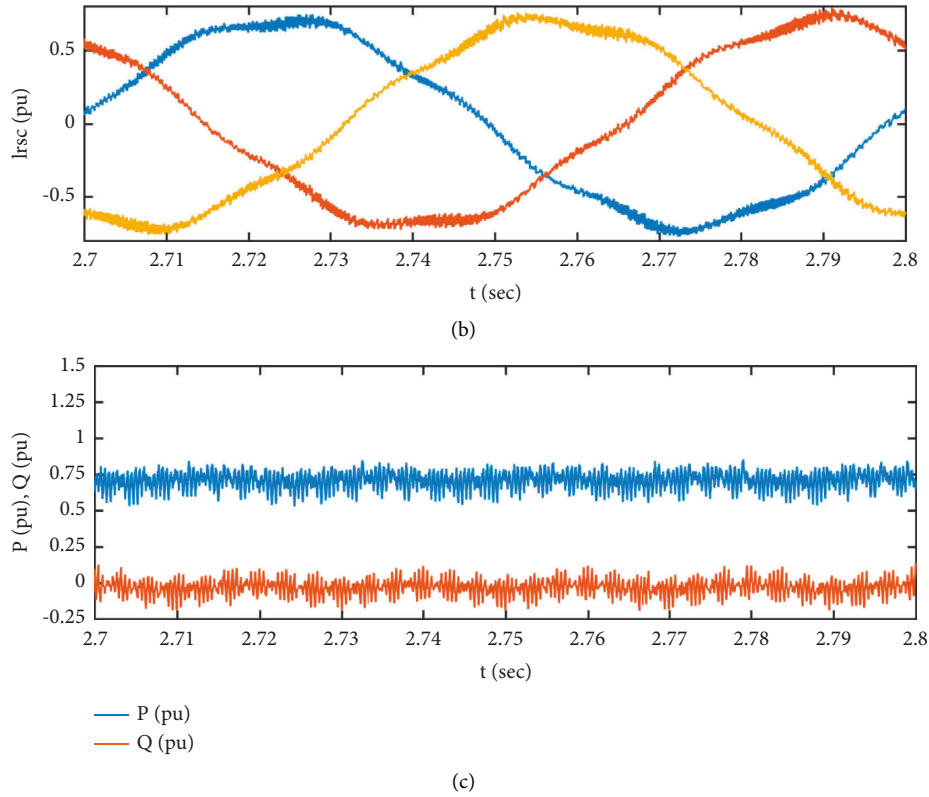 Irsc (pu)
0.5
0
-0.5
2.7 2.71 2.72 2.73 2.74 2.75 2.76 2.77 2.78 2.79 2.8
t (sec)
(b)
P (pu), Q (pu)
1.5
1.25
1
0.75
0.5
0.25
0
-0.25
2.7 2.71 2.72 2.73 2.74 2.75 2.76 2.77 2.78 2.79 2.8
t (sec)
P (pu)
Q (pu)
(c)